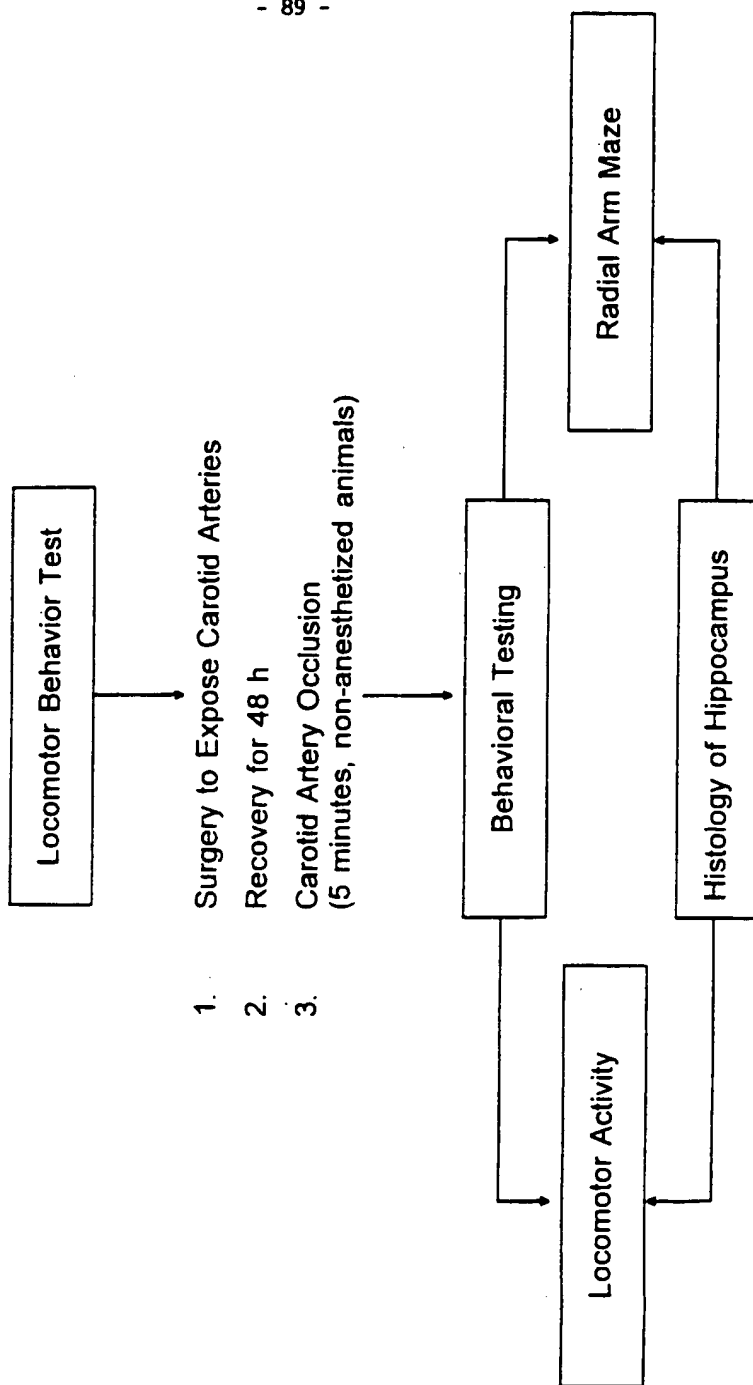 - 89 -
Locomotor Behavior Test
1. Surgery to Expose Carotid Arteries
2. Recovery for 48 h
3. Carotid Artery Occlusion
(5 minutes, non-anesthetized animals)
Behavioral Testing
Locomotor Activity
Radial Arm Maze
Histology of Hippocampus